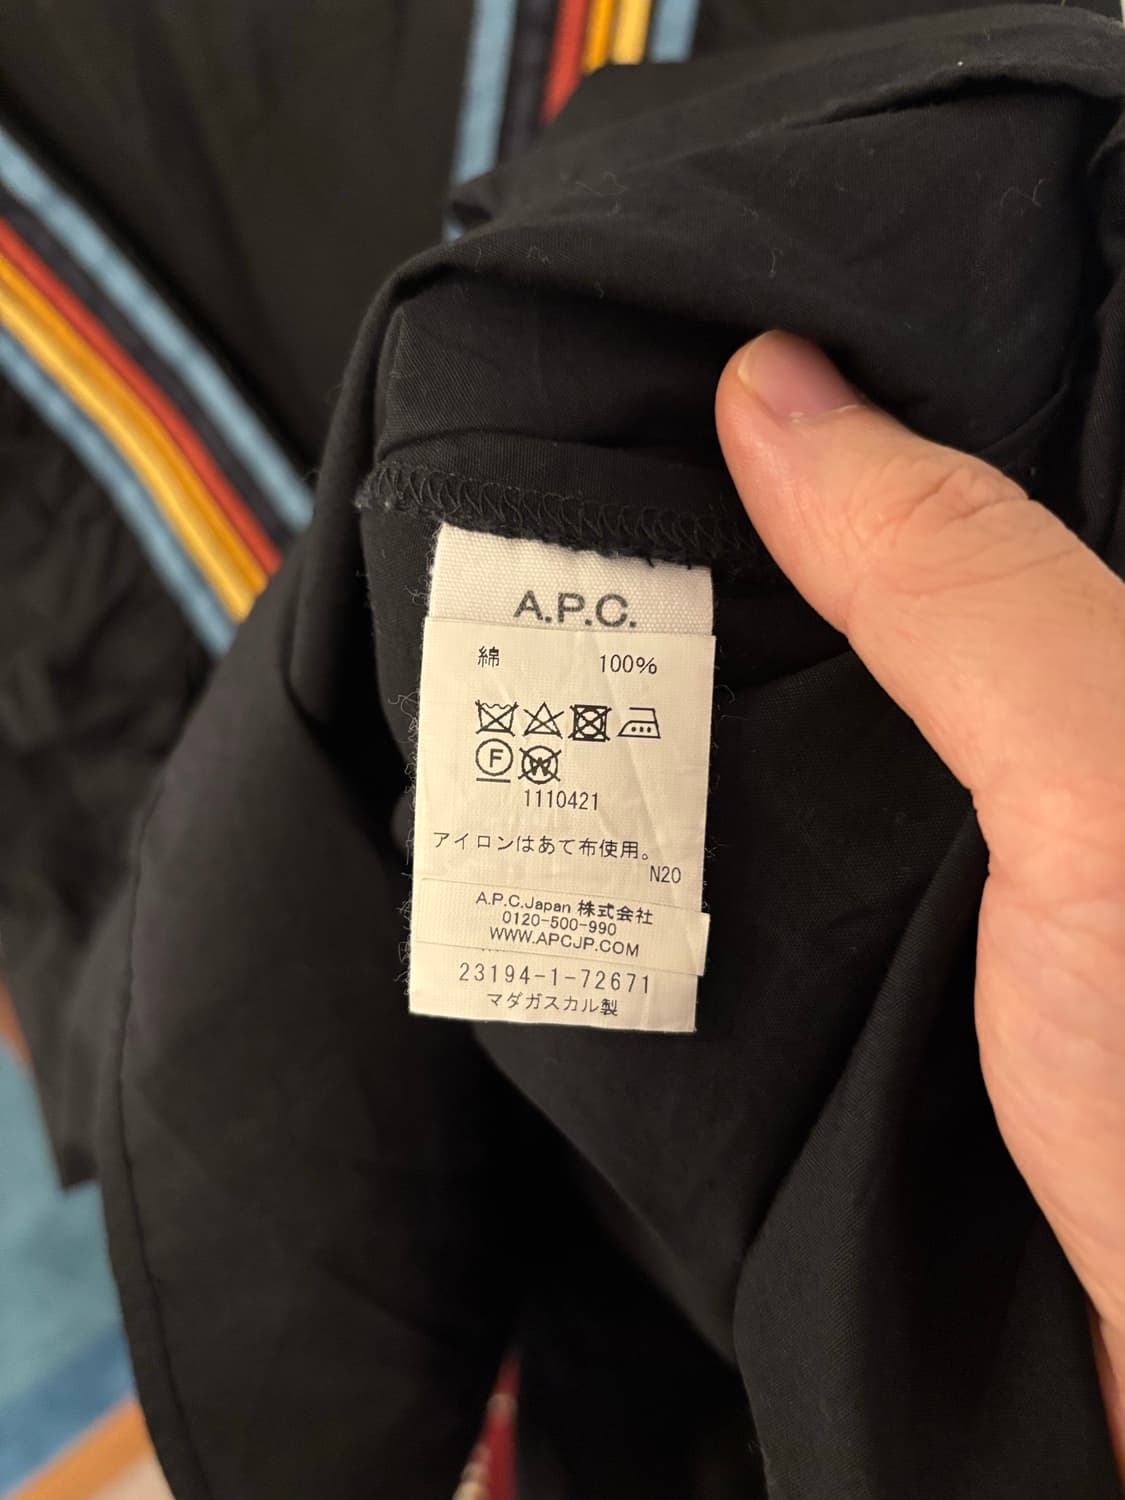 A.P.C.
綿 100%
F W
1110421
アイロンはあて布使用。
N20
A.P.C.Japan 株式会社
0120-500-990
WWW.APCJP.COM
23194-1-72671
マダガスカル製